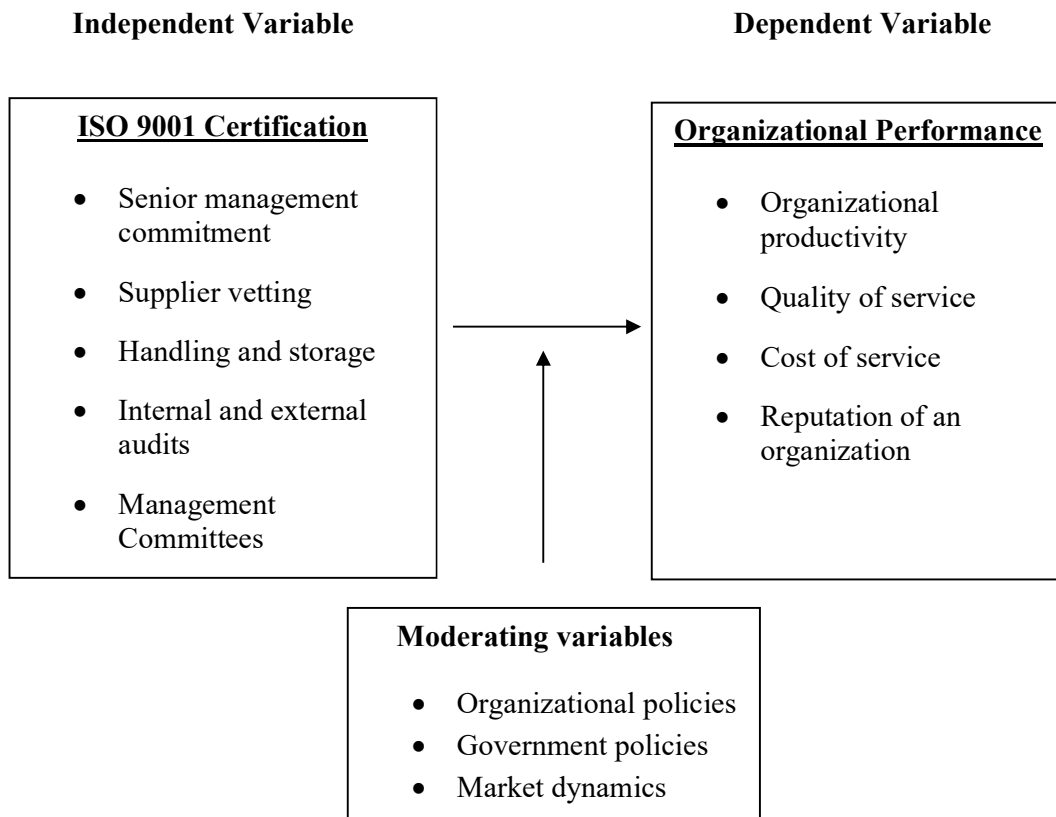 Independent Variable
Dependent Variable
ISO 9001 Certification
• Senior management
commitment
• Supplier vetting
• Handling and storage
• Internal and external
audits
• Management
Committees
Organizational Performance
• Organizational
productivity
• Quality of service
• Cost of service
• Reputation of an
organization
Moderating variables
• Organizational policies
• Government policies
• Market dynamics